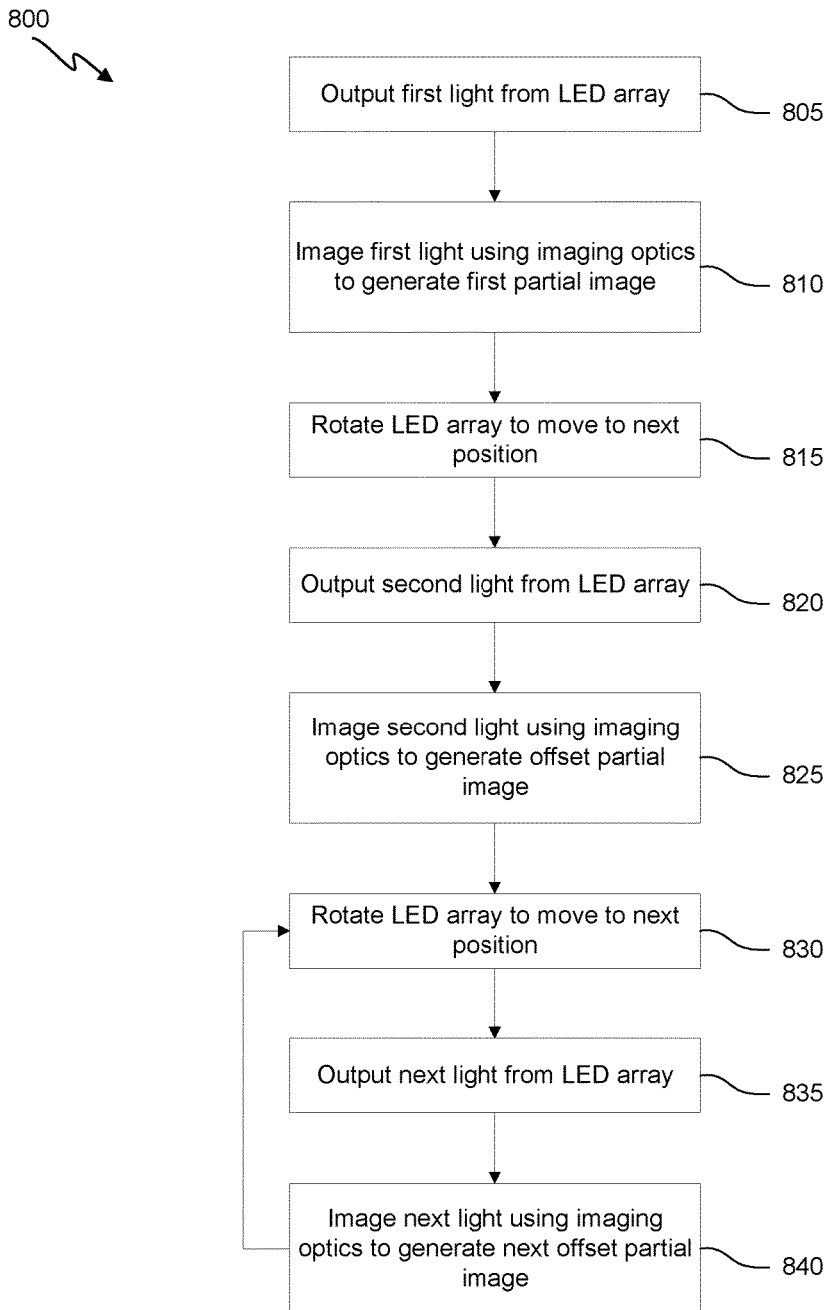 800
Output first light from LED array
805
Image first light using imaging optics
to generate first partial image
810
Rotate LED array to move to next
position
815
Output second light from LED array
820
Image second light using imaging
optics to generate offset partial
image
825
Rotate LED array to move to next
position
830
Output next light from LED array
835
Image next light using imaging
optics to generate next offset partial
image
840